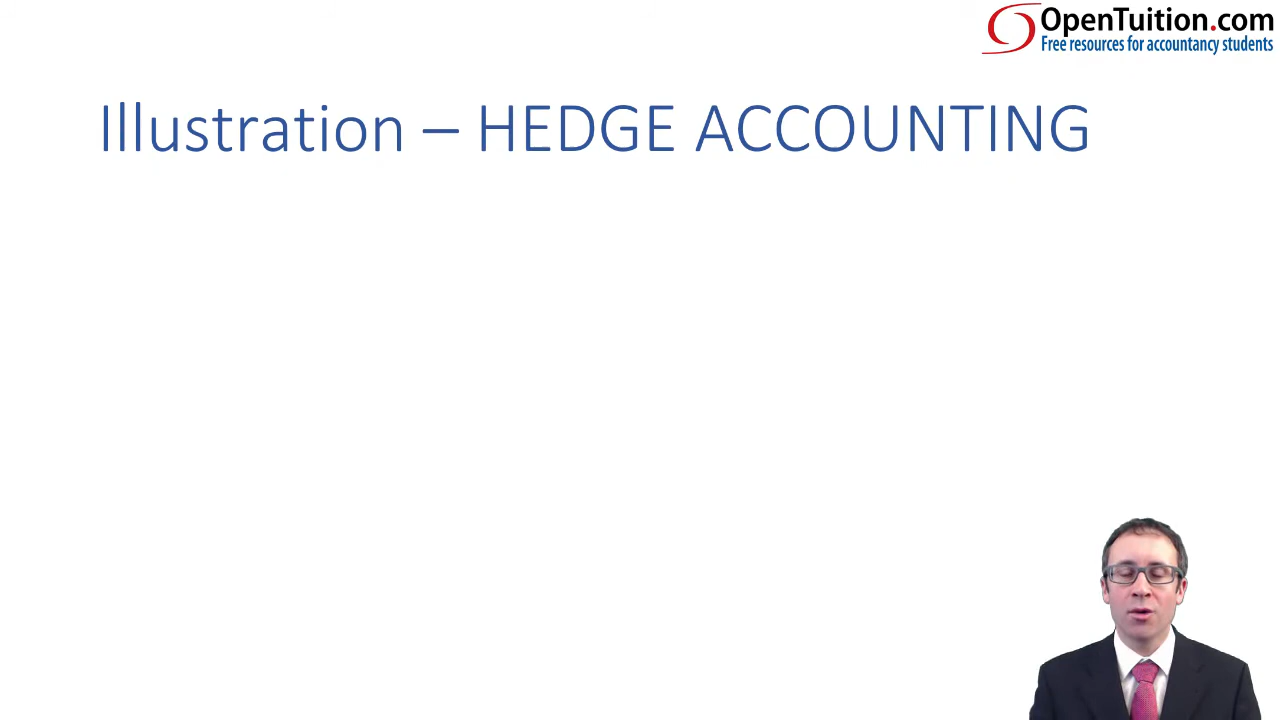 OpenTuition.com
Free resources for accountancy students
Illustration – HEDGE ACCOUNTING